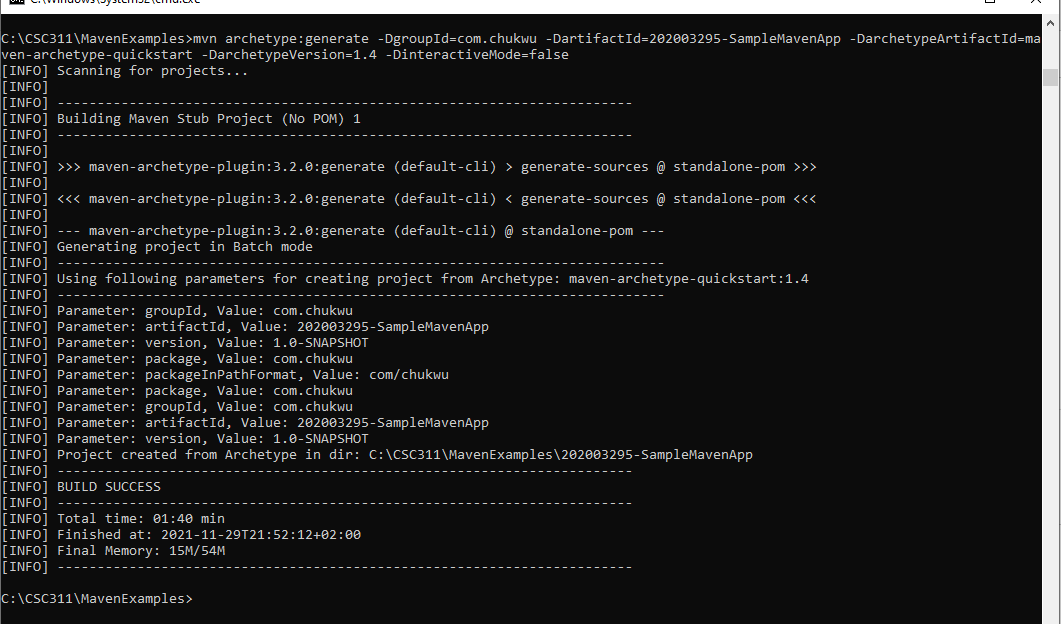 C:\Windows\System32\cmd.exe
C:\CSC311\MavenExamples>mvn archetype:generate -DgroupId=com.chukwu -DartifactId=202003295-SampleMavenApp -DarchetypeArtifactId=ma
ven-archetype-quickstart -DarchetypeVersion=1.4 -DinteractiveMode=false
[INFO] Scanning for projects...
[INFO]
[INFO] ------------------------------------------------------------------------
[INFO] Building Maven Stub Project (No POM) 1
[INFO] ------------------------------------------------------------------------
[INFO]
[INFO] >>> maven-archetype-plugin:3.2.0:generate (default-cli) > generate-sources @ standalone-pom >>>
[INFO]
[INFO] <<< maven-archetype-plugin:3.2.0:generate (default-cli) < generate-sources @ standalone-pom <<<
[INFO]
[INFO] --- maven-archetype-plugin:3.2.0:generate (default-cli) @ standalone-pom ---
[INFO] Generating project in Batch mode
[INFO] ----------------------------------------------------------------------------
[INFO] Using following parameters for creating project from Archetype: maven-archetype-quickstart:1.4
[INFO] ----------------------------------------------------------------------------
[INFO] Parameter: groupId, Value: com.chukwu
[INFO] Parameter: artifactId, Value: 202003295-SampleMavenApp
[INFO] Parameter: version, Value: 1.0-SNAPSHOT
[INFO] Parameter: package, Value: com.chukwu
[INFO] Parameter: packageInPathFormat, Value: com/chukwu
[INFO] Parameter: package, Value: com.chukwu
[INFO] Parameter: groupId, Value: com.chukwu
[INFO] Parameter: artifactId, Value: 202003295-SampleMavenApp
[INFO] Parameter: version, Value: 1.0-SNAPSHOT
[INFO] Project created from Archetype in dir: C:\CSC311\MavenExamples\202003295-SampleMavenApp
[INFO] ------------------------------------------------------------------------
[INFO] BUILD SUCCESS
[INFO] ------------------------------------------------------------------------
[INFO] Total time: 01:40 min
[INFO] Finished at: 2021-11-29T21:52:12+02:00
[INFO] Final Memory: 15M/54M
[INFO] ------------------------------------------------------------------------
C:\CSC311\MavenExamples>